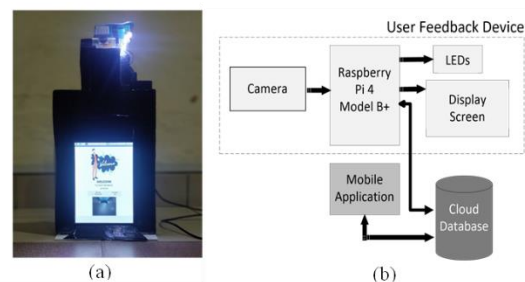 User Feedback Device
Camera
Raspberry
Pi 4
Model B+
LEDs
Display
Screen
Mobile
Application
Cloud
Database
(a)
(b)